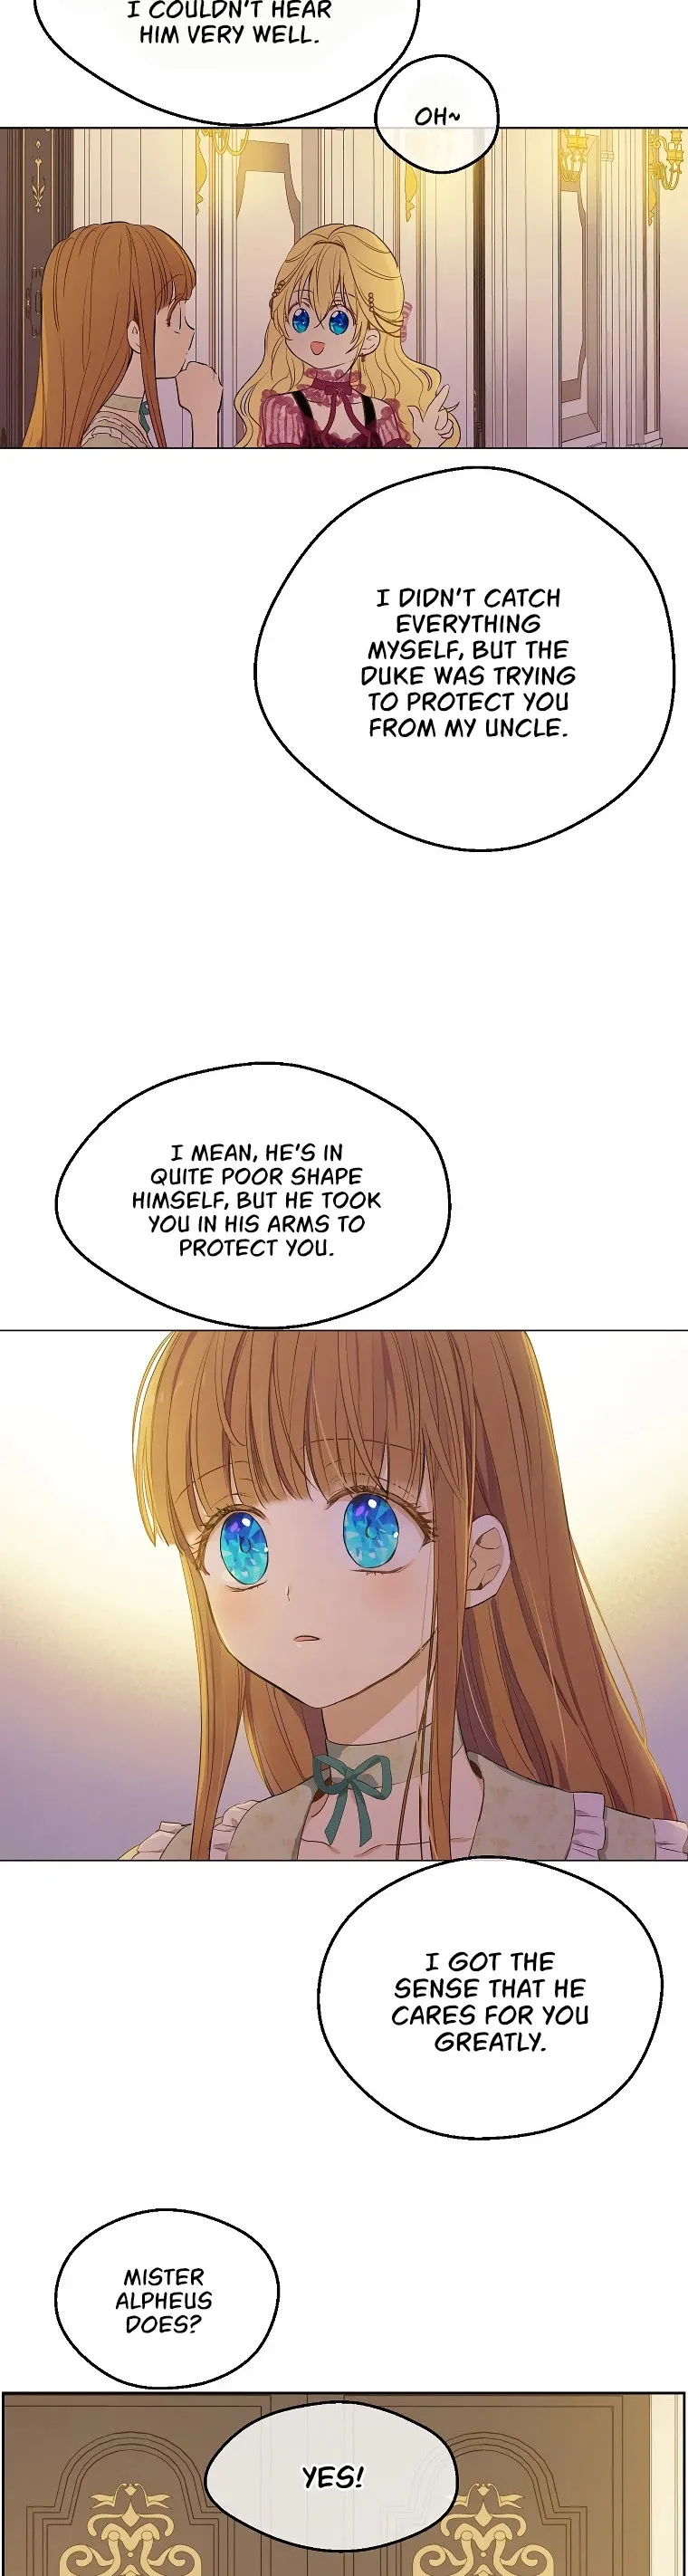 I COULDN'T HEAR
HIM VERY WELL.
OH~
I DIDN'T CATCH
EVERYTHING
MYSELF, BUT THE
DUKE WAS TRYING
TO PROTECT YOU
FROM MY UNCLE.
I MEAN, HE'S IN
QUITE POOR SHAPE
HIMSELF, BUT HE TOOK
YOU IN HIS ARMS TO
PROTECT YOU.
I GOT THE
SENSE THAT HE
CARES FOR YOU
GREATLY.
MISTER
ALPHEUS
DOES?
YES!